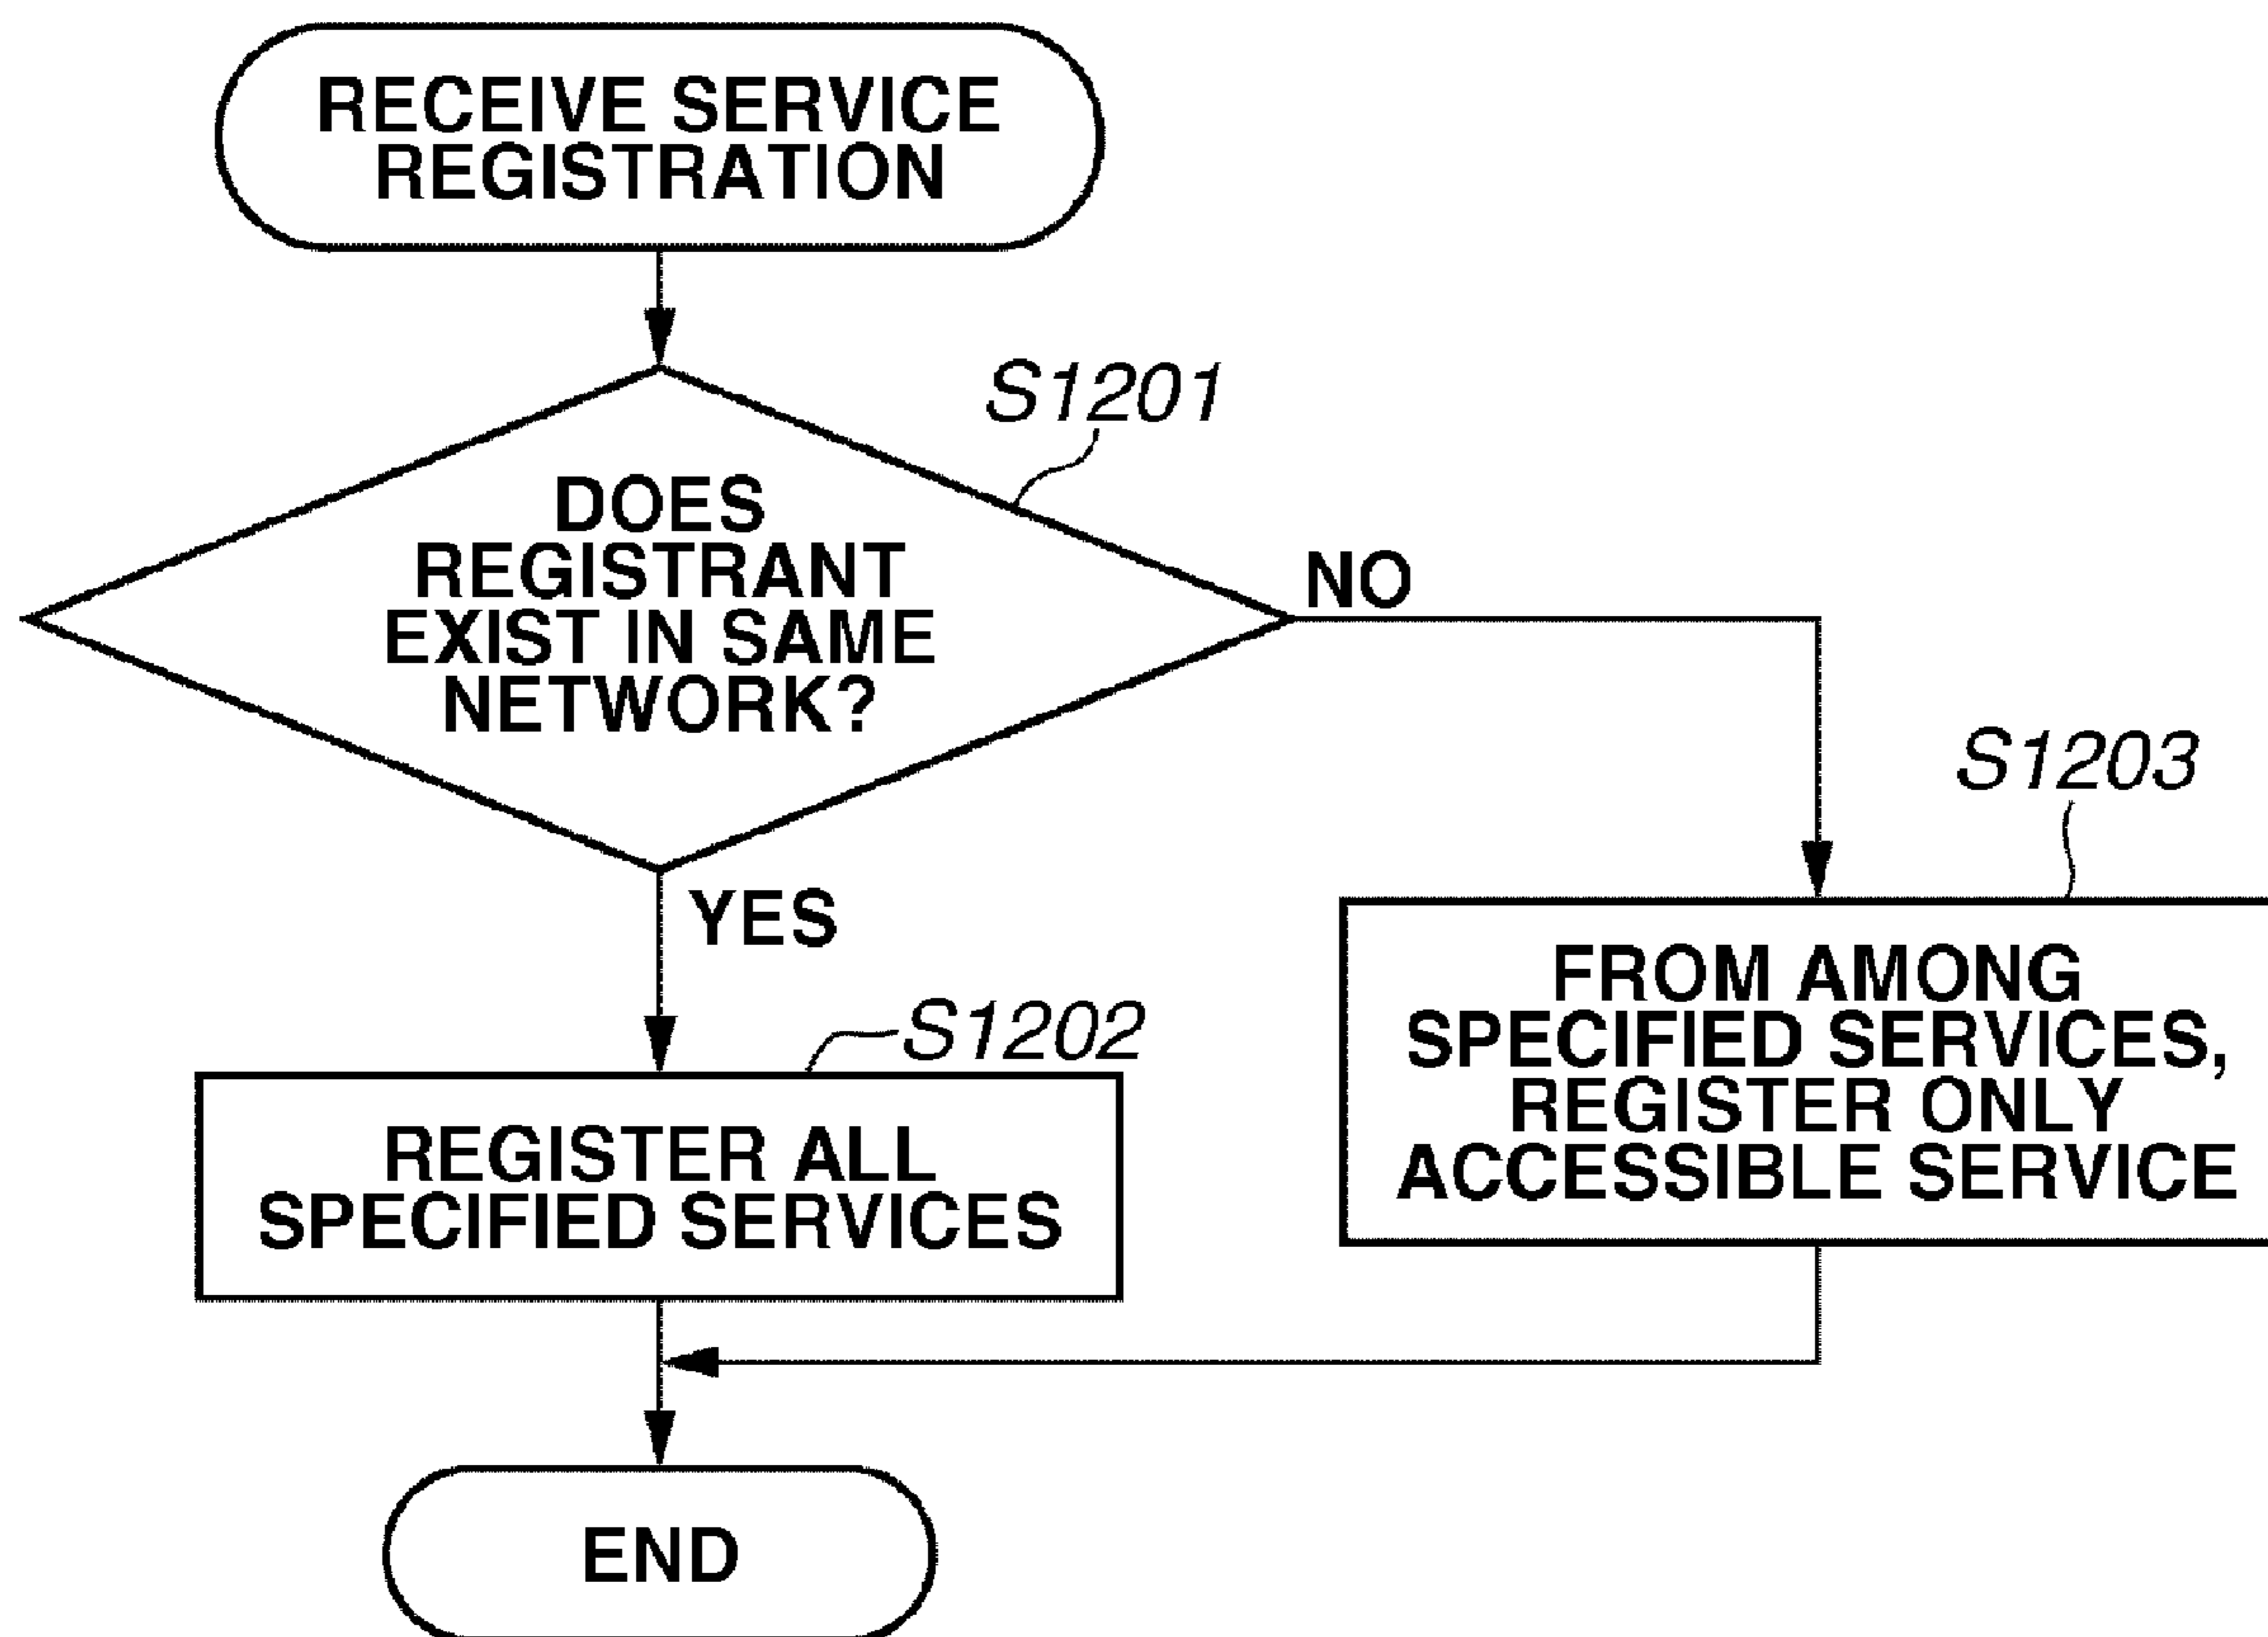 RECEIVE SERVICE
REGISTRATION
S1201
DOES
REGISTRANT
EXIST IN SAME
NETWORK?
NO
YES
S1203
FROM AMONG
SPECIFIED SERVICES,
REGISTER ONLY
ACCESSIBLE SERVICE
S1202
REGISTER ALL
SPECIFIED SERVICES
END